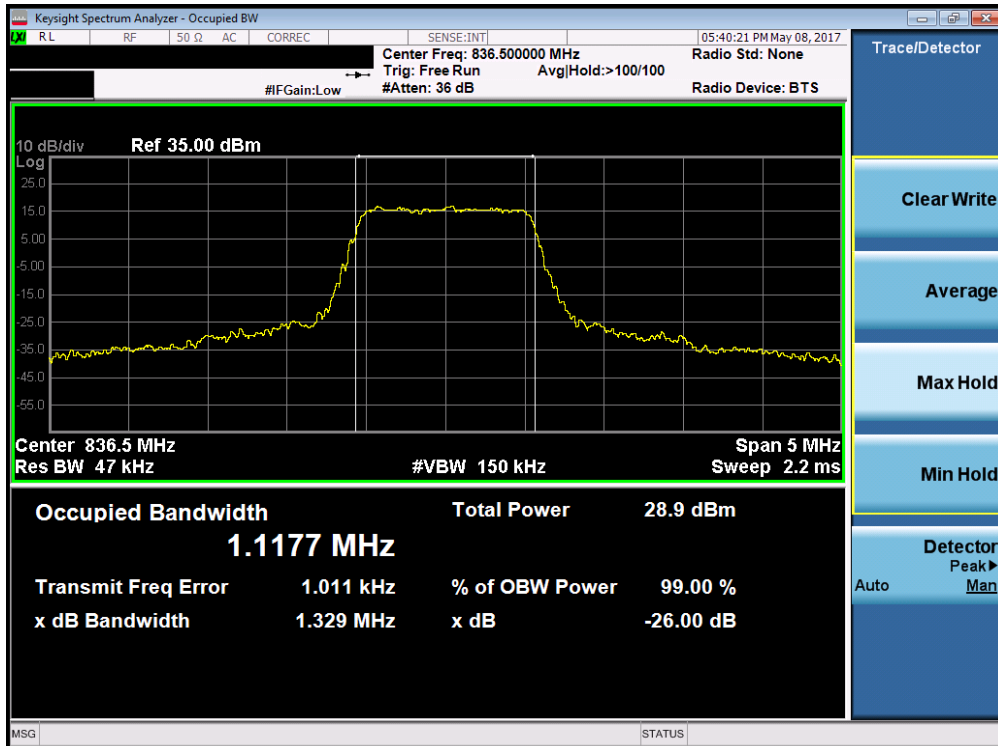 Keysight Spectrum Analyzer - Occupied BW
LXI RL RF 50 Ω AC CORREC SENSE:INT 05:40:21 PM May 08, 2017
Center Freq: 836.500000 MHz Radio Std: None
Trig: Free Run Avg|Hold:>100/100
#IFGain:Low #Atten: 36 dB Radio Device: BTS
10 dB/div Ref 35.00 dBm
Log
25.0
15.0
5.00
-5.00
-15.0
-25.0
-35.0
-45.0
-55.0
Center 836.5 MHz Span 5 MHz
Res BW 47 kHz #VBW 150 kHz Sweep 2.2 ms
Occupied Bandwidth Total Power 28.9 dBm
1.1177 MHz
Transmit Freq Error 1.011 kHz % of OBW Power 99.00 %
x dB Bandwidth 1.329 MHz x dB -26.00 dB
MSG STATUS
Trace/Detector
Clear Write
Average
Max Hold
Min Hold
Detector
Peak▶
Auto Man